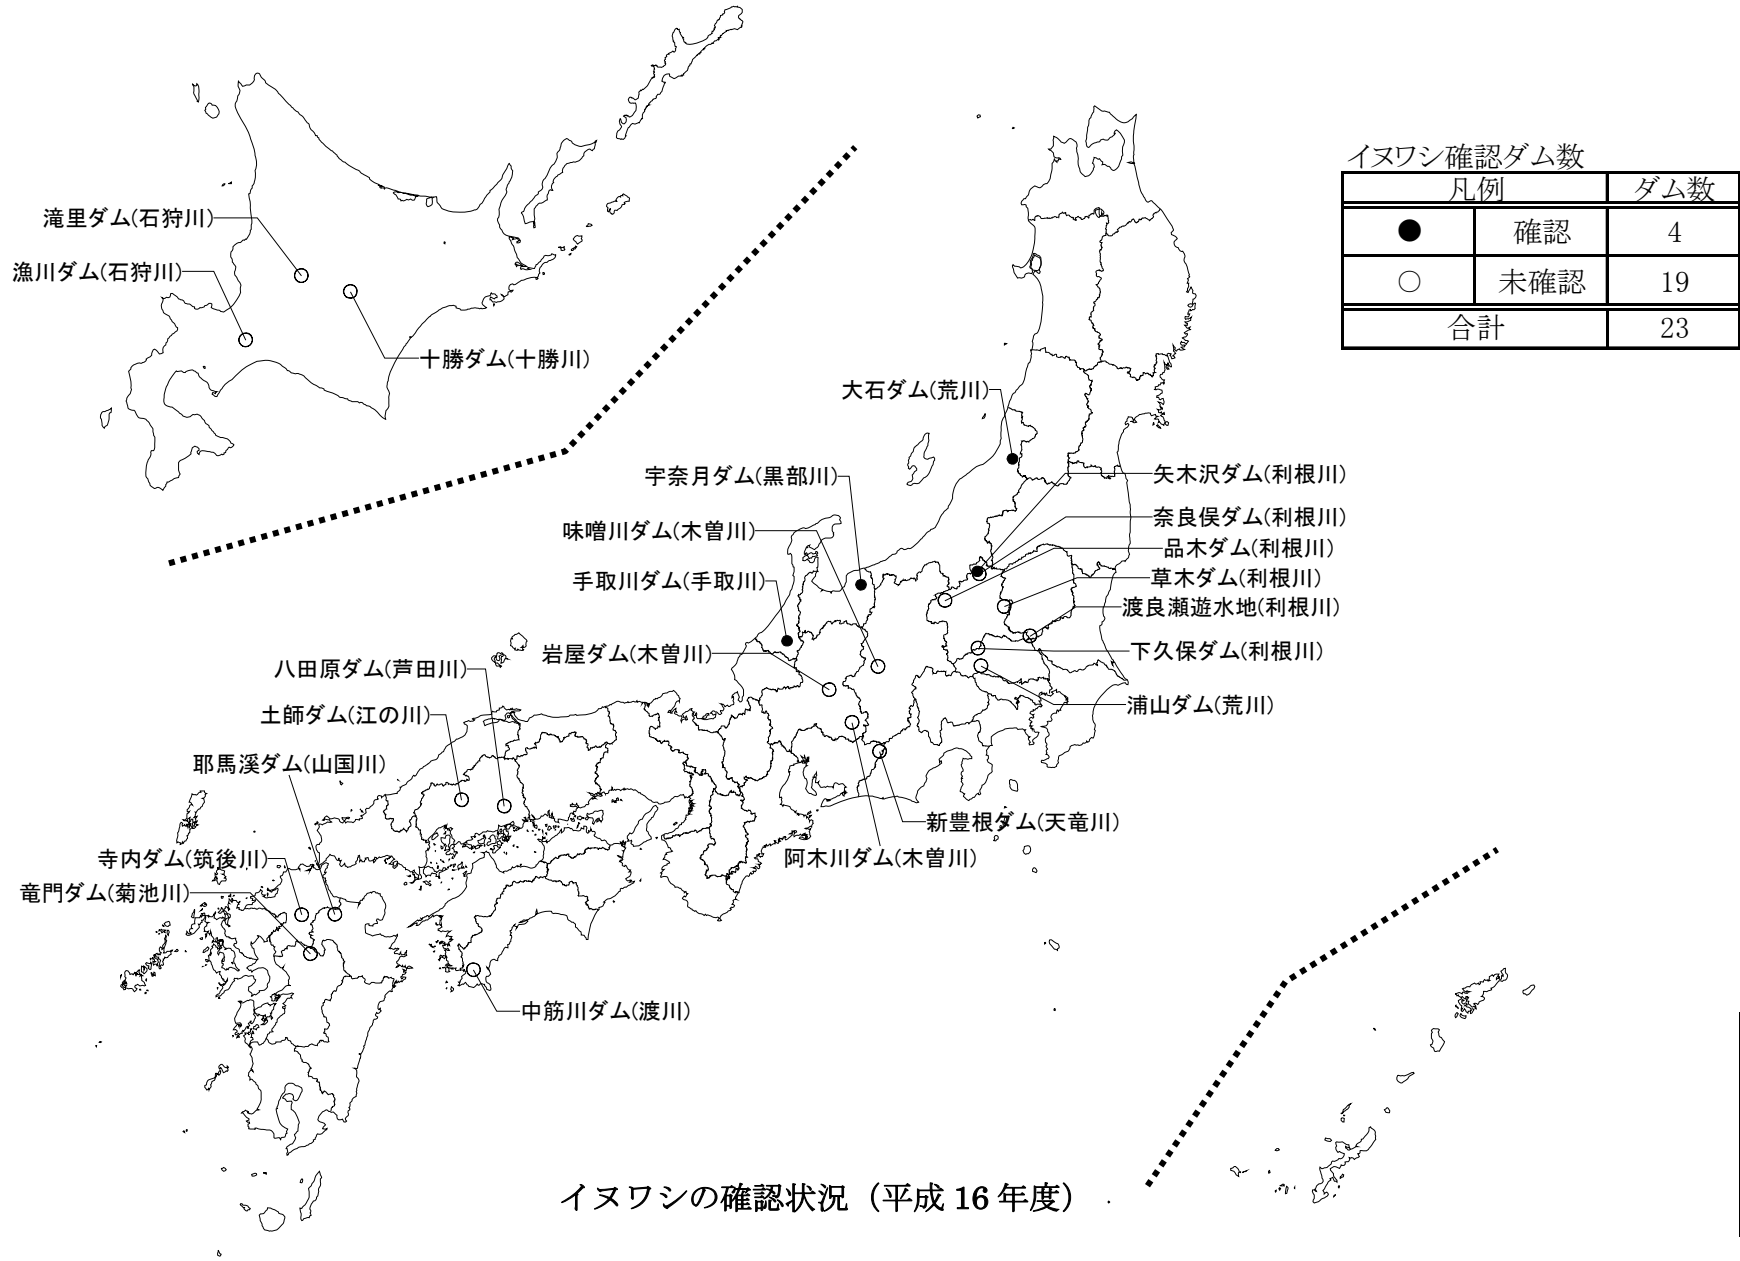 イヌワシ確認ダム数
凡例 ダム数
● 確認 4
○ 未確認 19
合計 23
滝里ダム(石狩川)
漁川ダム(石狩川)
十勝ダム(十勝川)
大石ダム(荒川)
宇奈月ダム(黒部川)
矢木沢ダム(利根川)
奈良俣ダム(利根川)
味噌川ダム(木曽川)
品木ダム(利根川)
手取川ダム(手取川)
草木ダム(利根川)
渡良瀬遊水地(利根川)
岩屋ダム(木曽川)
下久保ダム(利根川)
八田原ダム(芦田川)
浦山ダム(荒川)
土師ダム(江の川)
耶馬溪ダム(山国川)
新豊根ダム(天竜川)
阿木川ダム(木曽川)
寺内ダム(筑後川)
竜門ダム(菊池川)
中筋川ダム(渡川)
イヌワシの確認状況（平成 16 年度）